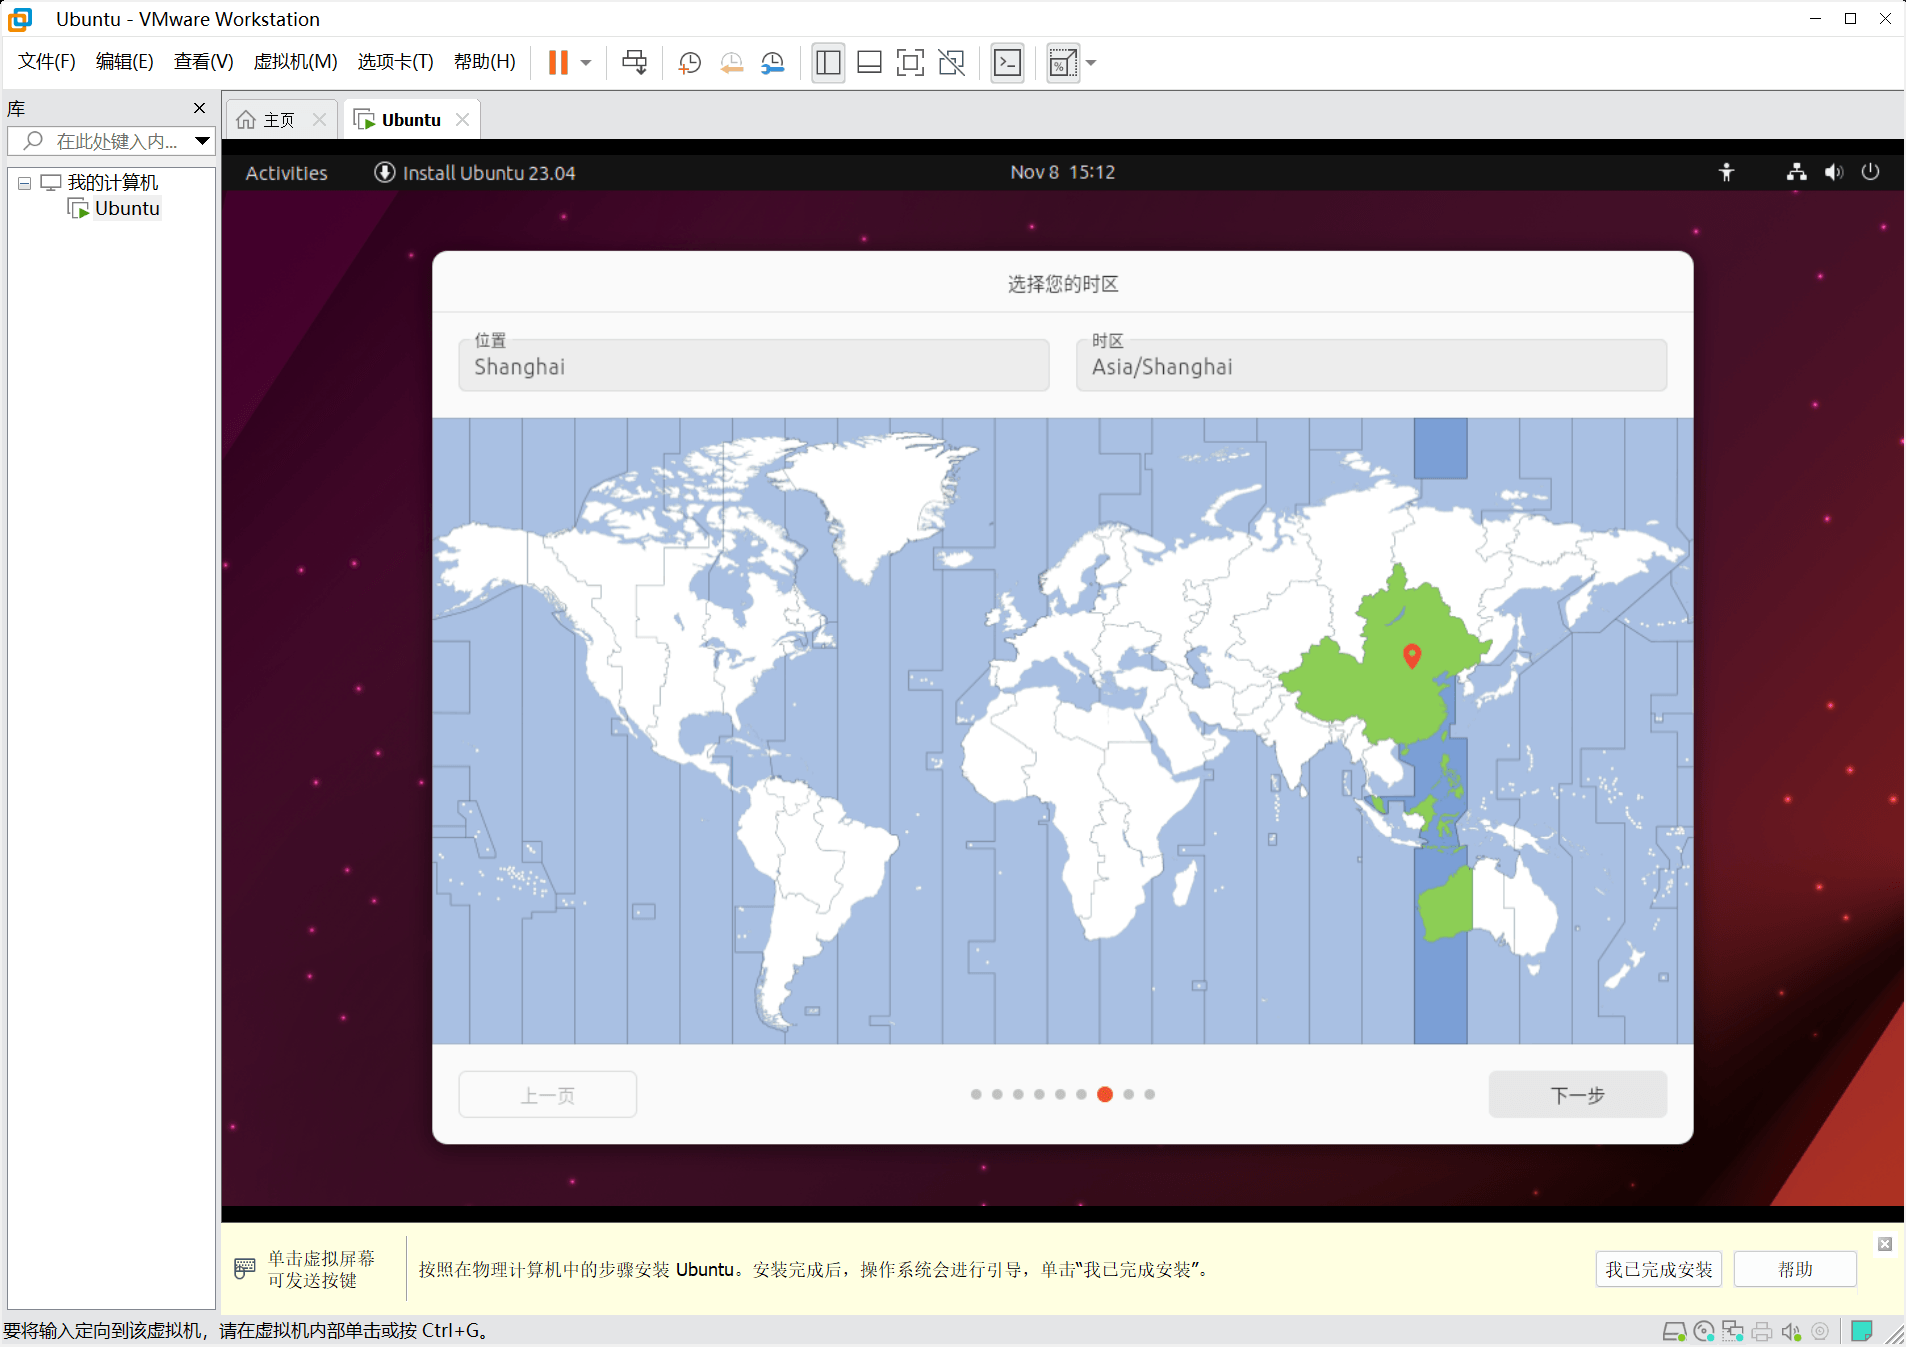 Ubuntu - VMware Workstation
文件(F) 编辑(E) 查看(V) 虚拟机(M) 选项卡(T) 帮助(H)
库
在此处键入内...
我的计算机
Ubuntu
主页
Ubuntu
Activities
Install Ubuntu 23.04
Nov 8 15:12
选择您的时区
位置
Shanghai
时区
Asia/Shanghai
上一页
下一步
单击虚拟屏幕
可发送按键
按照在物理计算机中的步骤安装 Ubuntu。安装完成后，操作系统会进行引导，单击“我已完成安装”。
我已完成安装
帮助
要将输入定向到该虚拟机，请在虚拟机内部单击或按 Ctrl+G。